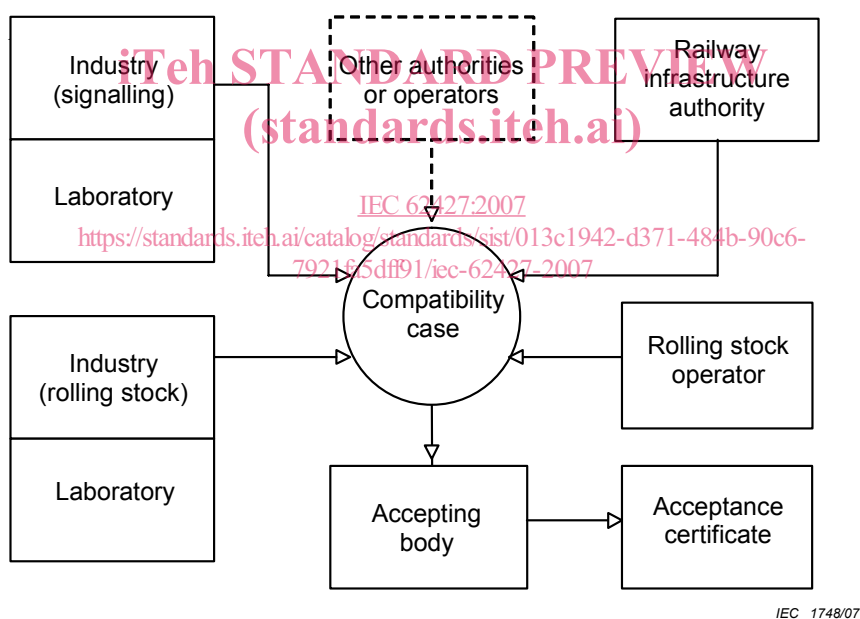 Industry
(signalling)
Laboratory
Other authorities
or operators
Railway
infrastructure
authority
iTeh STANDARD PREVIEW
(standards.iteh.ai)
IEC 62427:2007
https://standards.iteh.ai/catalog/standards/sist/013c1942-d371-484b-90c6-
7921fa5dff91/iec-62427-2007
Compatibility
case
Industry
(rolling stock)
Laboratory
Rolling stock
operator
Accepting
body
Acceptance
certificate
IEC 1748/07